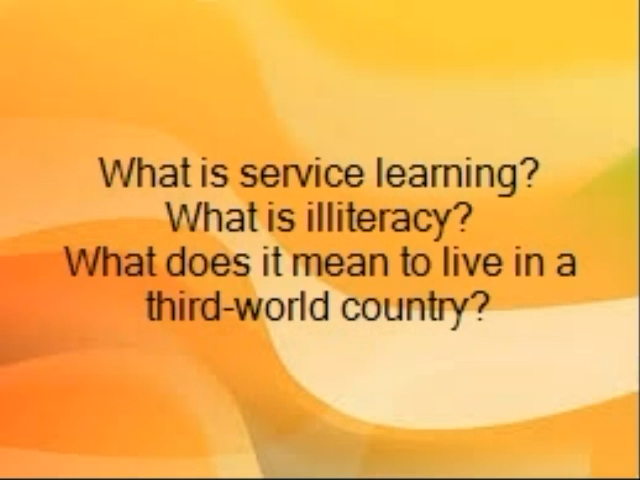 What is service learning?
What is illiteracy?
What does it mean to live in a
third-world country?